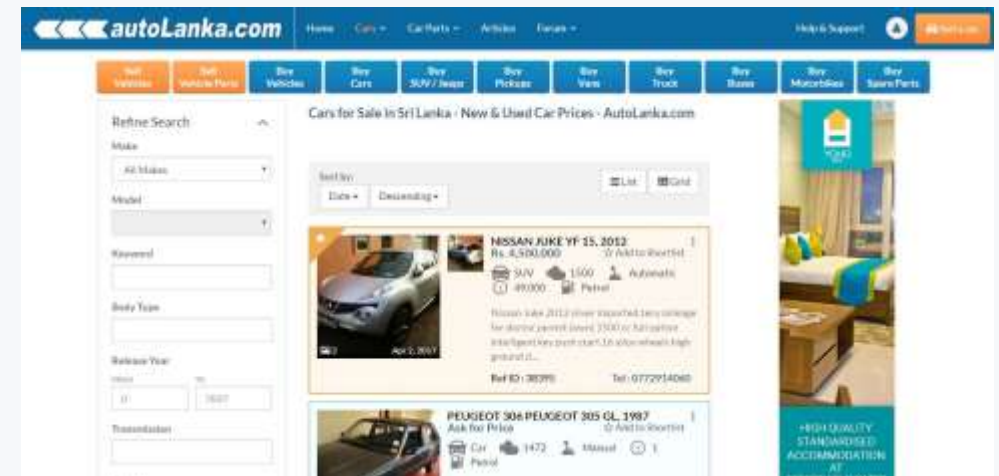 autoLanka.com
Home Cars Car Parts Articles Forum Help & Support
Sell Vehicles
Sell Vehicle Parts
Buy Vehicles
Buy Cars
Buy SUV / Jeeps
Buy Pickups
Buy Vans
Buy Truck
Buy Buses
Buy Motorbikes
Buy Spare Parts
Cars for Sale in Sri Lanka - New & Used Car Prices - AutoLanka.com
Refine Search
Make
All Makes
Model
Keyword
Body Type
Release Year
To
Transmission
Sort by:
Date Descending
List Grid
NISSAN JUKE YF 15, 2012
Rs. 4,500,000 Add to Shortlist
SUV 1500 Automatic
49,000 Petrol
Apr 2, 2017
Ref ID: 38395 Tel: 0772914060
PEUGEOT 306 PEUGEOT 305 GL, 1987
Ask for Price Add to Shortlist
Car 1472 Manual 1
Petrol
HIGH QUALITY
STANDARDISED
ACCOMMODATION
AT